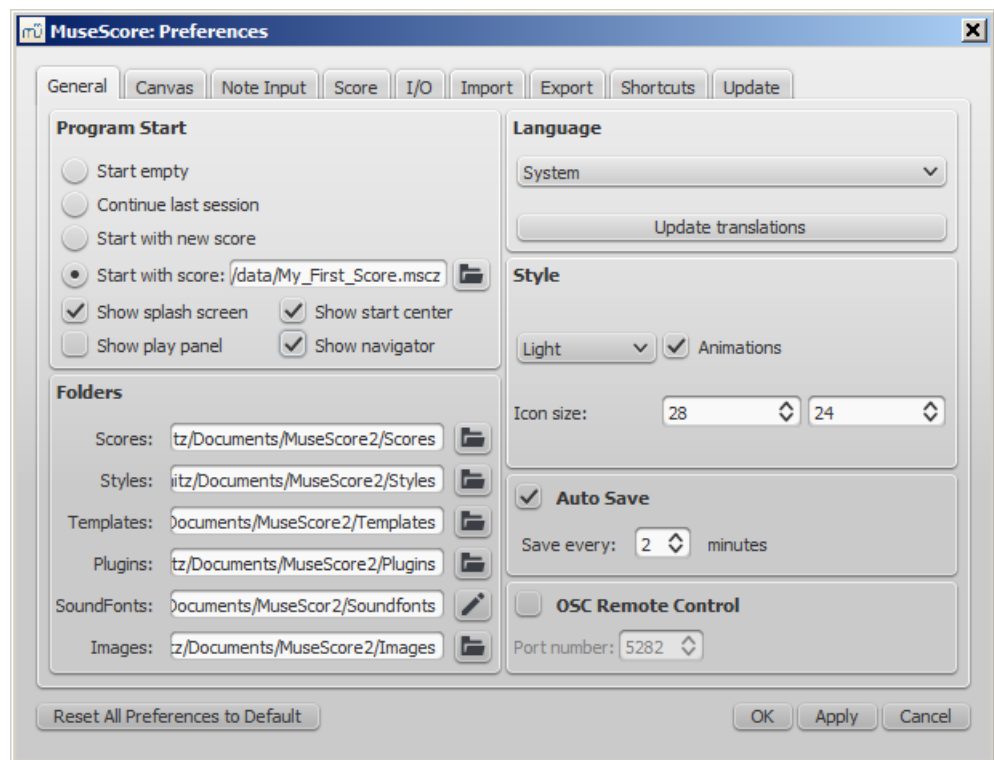 MuseScore: Preferences
General Canvas Note Input Score I/O Import Export Shortcuts Update
Program Start
Start empty
Continue last session
Start with new score
Start with score: /data/My_First_Score.mscz
Show splash screen Show start center
Show play panel Show navigator
Folders
Scores: tz/Documents/MuseScore2/Scores
Styles: itz/Documents/MuseScore2/Styles
Templates: Documents/MuseScore2/Templates
Plugins: tz/Documents/MuseScore2/Plugins
SoundFonts: Documents/MuseScor2/Soundfonts
Images: tz/Documents/MuseScore2/Images
Language
System
Update translations
Style
Light Animations
Icon size: 28 24
Auto Save
Save every: 2 minutes
OSC Remote Control
Port number: 5282
Reset All Preferences to Default OK Apply Cancel